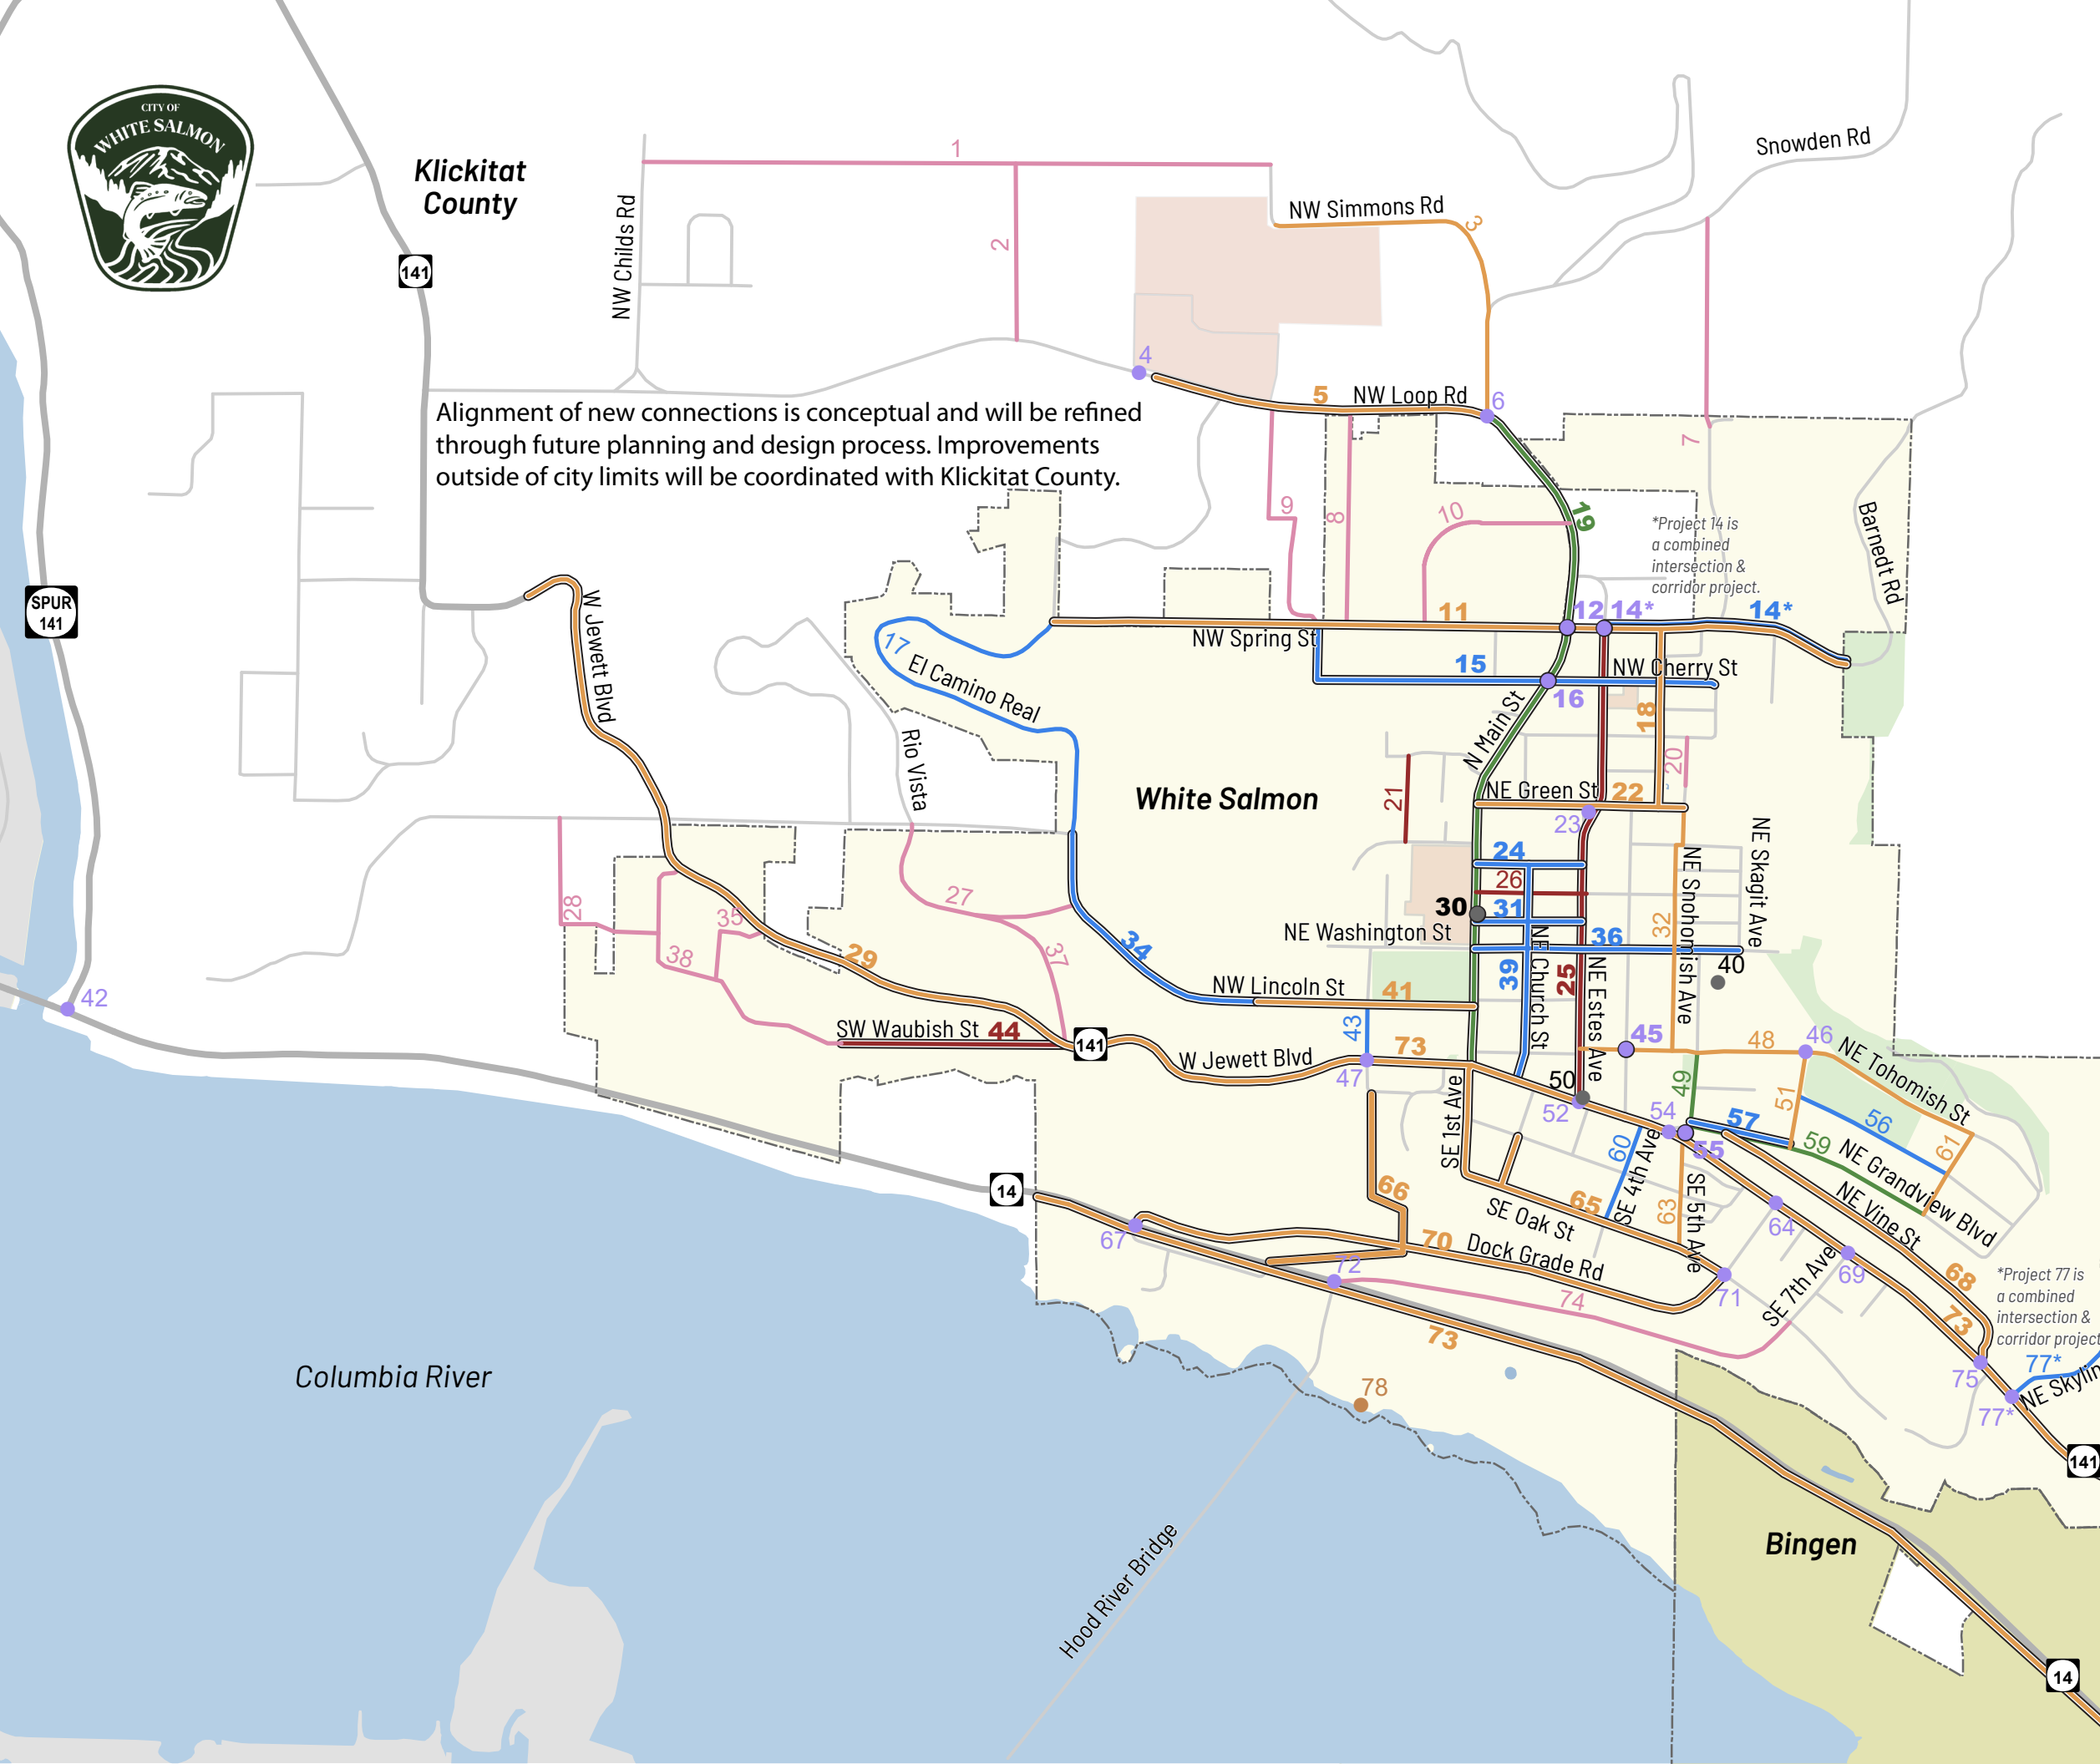 CITY OF
WHITE SALMON
Klickitat
County
141
NW Childs Rd
1
2
NW Simmons Rd
3
Snowden Rd
4
5
NW Loop Rd
6
7
Alignment of new connections is conceptual and will be refined
through future planning and design process. Improvements
outside of city limits will be coordinated with Klickitat County.
9
8
10
19
*Project 14 is
a combined
intersection &
corridor project.
Barnedt Rd
SPUR
141
W Jewett Blvd
17
El Camino Real
NW Spring St
11
12
14*
14*
15
NW Cherry St
16
18
N Main St
Rio Vista
20
White Salmon
21
NE Green St
22
23
24
26
NE Skagit Ave
NE Snohomish Ave
32
27
28
35
30
31
NE Washington St
36
29
34
38
37
39
NE Church St
25
NE Estes Ave
40
42
NW Lincoln St
41
SW Waubish St
44
141
43
73
W Jewett Blvd
47
45
48
46
NE Tohomish St
49
50
51
52
54
55
57
56
59
61
NE Grandview Blvd
SE 1st Ave
60
SE 4th Ave
NE Vine St
14
66
65
63
SE 5th Ave
SE Oak St
64
67
70
Dock Grade Rd
72
71
SE 7th Ave
69
68
*Project 77 is
a combined
intersection &
corridor project
74
73
73
75
77*
77*
NE Skylin
78
Columbia River
141
Bingen
Hood River Bridge
14